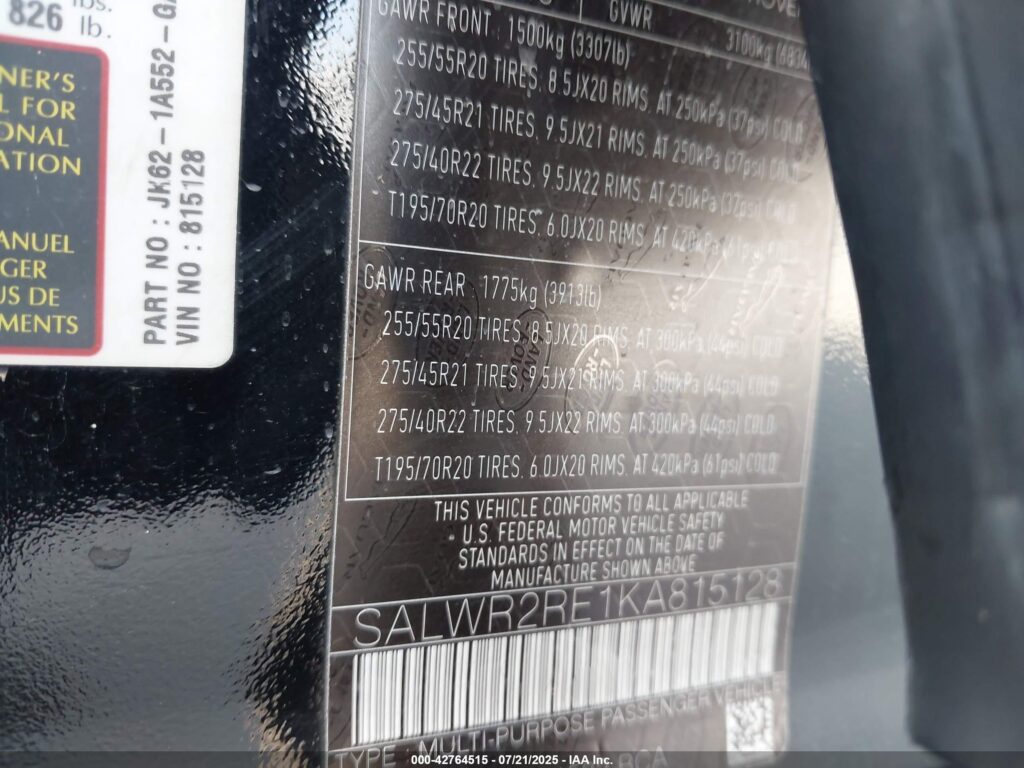 lbs.
826 lb.
NER'S
L FOR
IONAL
ATION
ANUEL
GER
US DE
MENTS
PART NO : JK62-1A552-GA
VIN NO : 815128
GVWR
3100kg
GAWR FRONT : 1500kg (3307lb)
255/55R20 TIRES. 8.5JX20 RIMS. AT 250kPa (37psi) COLD
275/45R21 TIRES. 9.5JX21 RIMS. AT 250kPa (37psi) COLD
275/40R22 TIRES. 9.5JX22 RIMS. AT 250kPa (37psi) COLD
T195/70R20 TIRES. 6.0JX20 RIMS. AT 420kPa (61psi) COLD
GAWR REAR : 1775kg (3913lb)
255/55R20 TIRES. 8.5JX20 RIMS. AT 300kPa (44psi) COLD
275/45R21 TIRES. 9.5JX21 RIMS. AT 300kPa (44psi) COLD
275/40R22 TIRES. 9.5JX22 RIMS. AT 300kPa (44psi) COLD
T195/70R20 TIRES. 6.0JX20 RIMS. AT 420kPa (61psi) COLD
THIS VEHICLE CONFORMS TO ALL APPLICABLE
U.S. FEDERAL MOTOR VEHICLE SAFETY
STANDARDS IN EFFECT ON THE DATE OF
MANUFACTURE SHOWN ABOVE
SALWR2RE1KA815128
TYPE : MULTI-PURPOSE PASSENGER VEHICLE
000-42764515 - 07/21/2025 - IAA Inc.